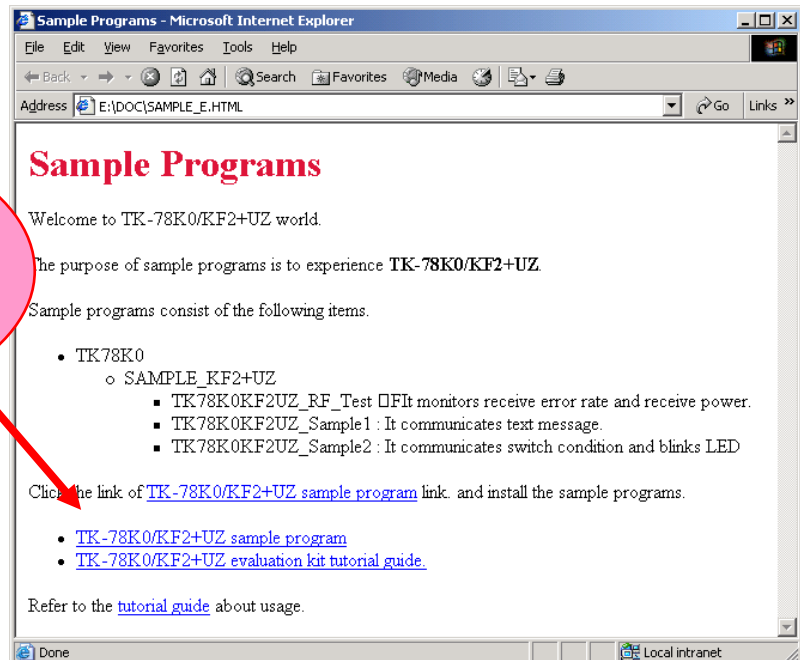 Sample Programs - Microsoft Internet Explorer
File Edit View Favorites Tools Help
Back Search Favorites Media
Address E:\DOC\SAMPLE_E.HTML Go Links »
Sample Programs
Welcome to TK-78K0/KF2+UZ world.
The purpose of sample programs is to experience TK-78K0/KF2+UZ.
Sample programs consist of the following items.
TK78K0
SAMPLE_KF2+UZ
TK78K0KF2UZ_RF_Test □FIt monitors receive error rate and receive power.
TK78K0KF2UZ_Sample1 : It communicates text message.
TK78K0KF2UZ_Sample2 : It communicates switch condition and blinks LED
Click the link of TK-78K0/KF2+UZ sample program link. and install the sample programs.
TK-78K0/KF2+UZ sample program
TK-78K0/KF2+UZ evaluation kit tutorial guide.
Refer to the tutorial guide about usage.
Done Local intranet